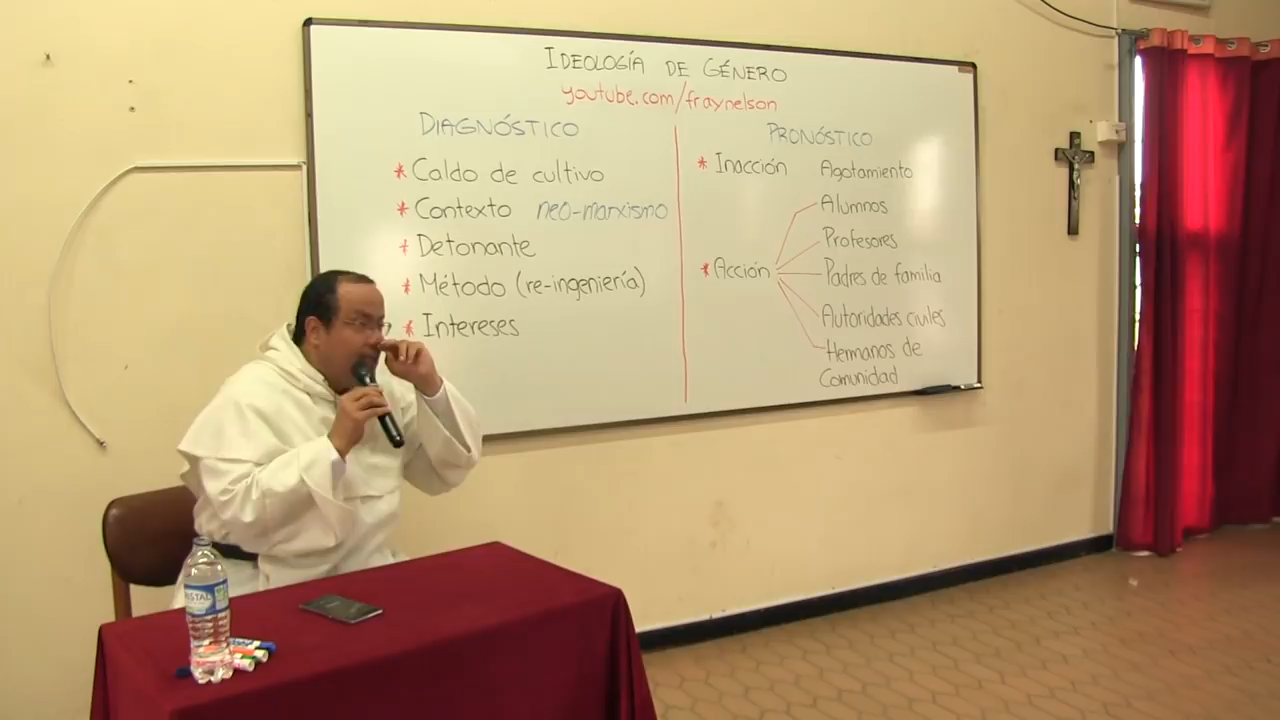 IDEOLOGÍA DE GÉNERO
youtube.com/fraynelson
DIAGNÓSTICO
* Caldo de cultivo
* Contexto neo-marxismo
* Detonante
* Método (re-ingeniería)
* Intereses
PRONÓSTICO
* Inacción Agotamiento
* Acción
Alumnos
Profesores
Padres de familia
Autoridades civiles
Hermanos de
Comunidad